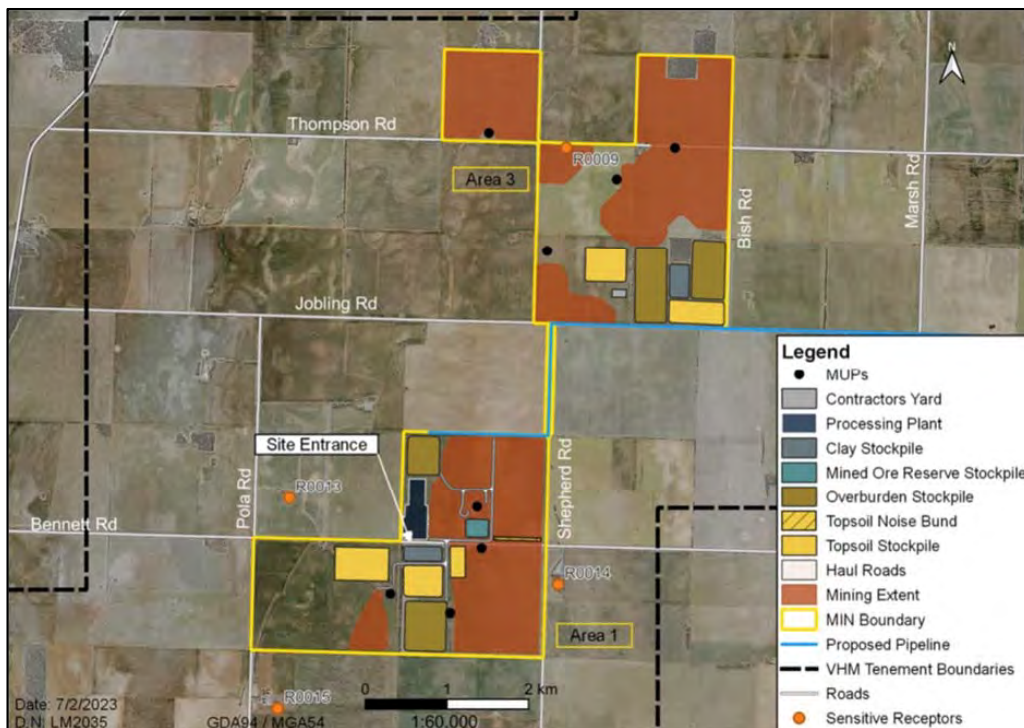 N
Thompson Rd
R0009
Area 3
Bish Rd
Marsh Rd
Jobling Rd
Site Entrance
Pola Rd
R0013
Shepherd Rd
Bennett Rd
R0014
Area 1
R0015
Date: 7/2/2023
D.N: LM2035
GDA94 / MGA54
0 1 2 km
1:60.000
Legend
MUPs
Contractors Yard
Processing Plant
Clay Stockpile
Mined Ore Reserve Stockpile
Overburden Stockpile
Topsoil Noise Bund
Topsoil Stockpile
Haul Roads
Mining Extent
MIN Boundary
Proposed Pipeline
VHM Tenement Boundaries
Roads
Sensitive Receptors